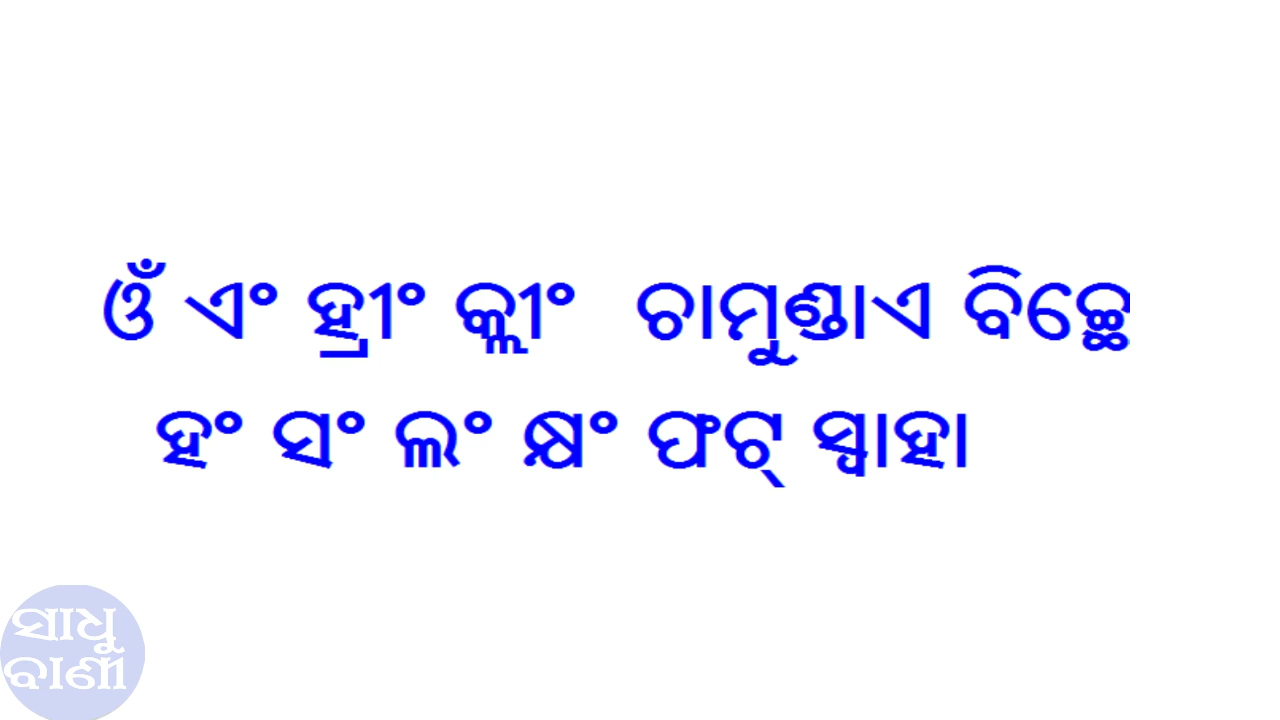 ଓଁ ଏଂ ହ୍ରୀଂ କ୍ଲୀଂ ଚାମୁଣ୍ଡାଏ ବିଚ୍ଛେ
ହଂ ସଂ ଲଂ କ୍ଷଂ ଫଟ୍ ସ୍ୱାହା
ସାଧୁ
ବାଣୀ